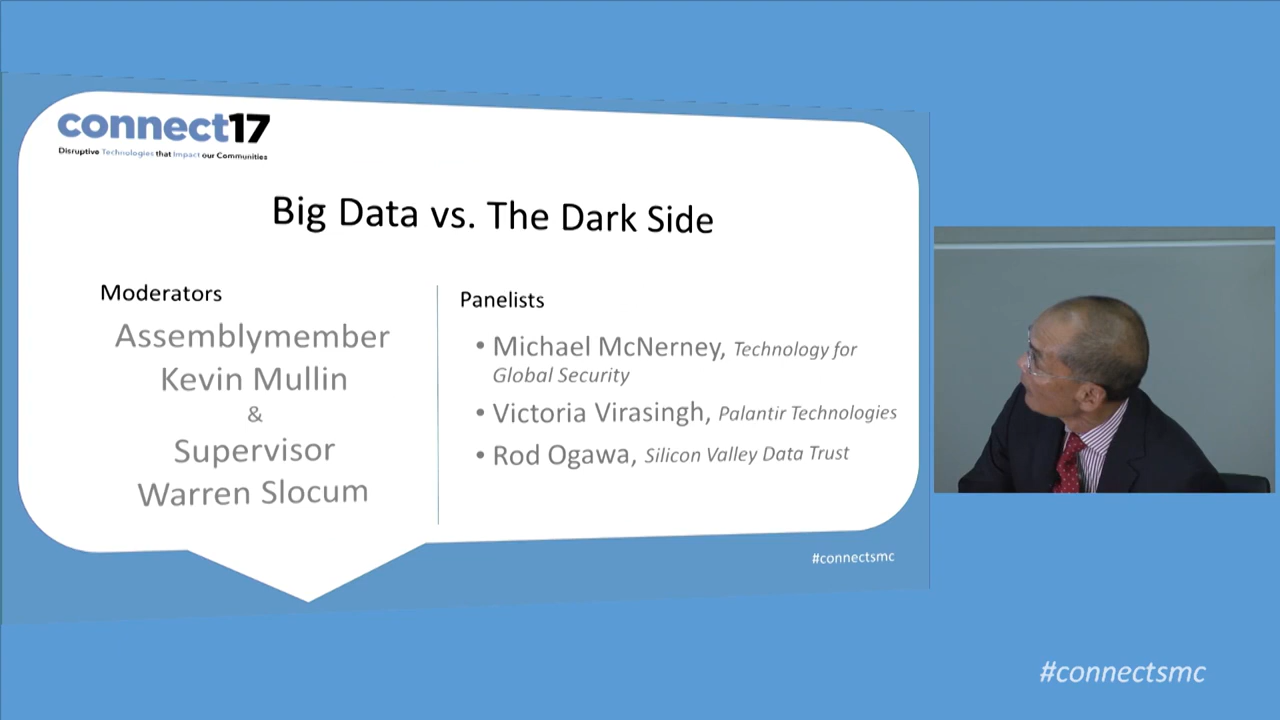 connect17
Disruptive Technologies that Impact our Communities
Big Data vs. The Dark Side
Moderators
Assemblymember
Kevin Mullin
&
Supervisor
Warren Slocum
Panelists
• Michael McNerney, Technology for
Global Security
• Victoria Virasingh, Palantir Technologies
• Rod Ogawa, Silicon Valley Data Trust
#connectsmc
#connectsmc